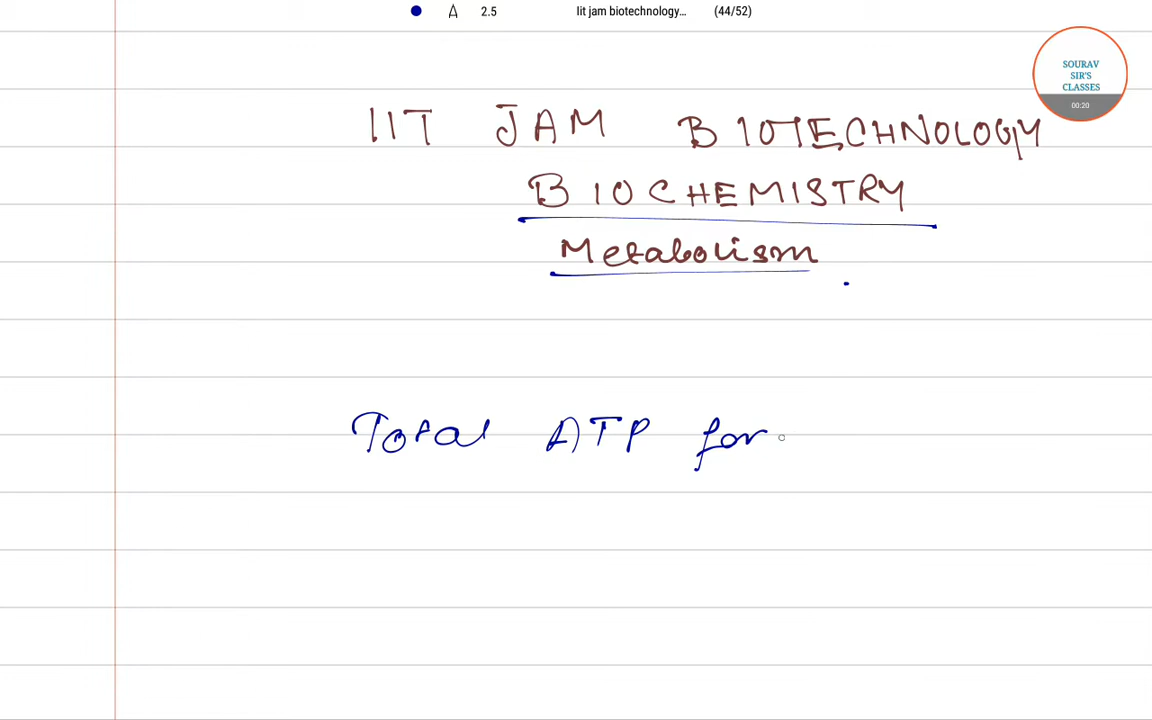 2.5 Iit jam biotechnology... (44/52)
SOURAV
SIR'S
CLASSES
00:20
IIT JAM BIOTECHNOLOGY
BIOCHEMISTRY
Metabolism
Total ATP for